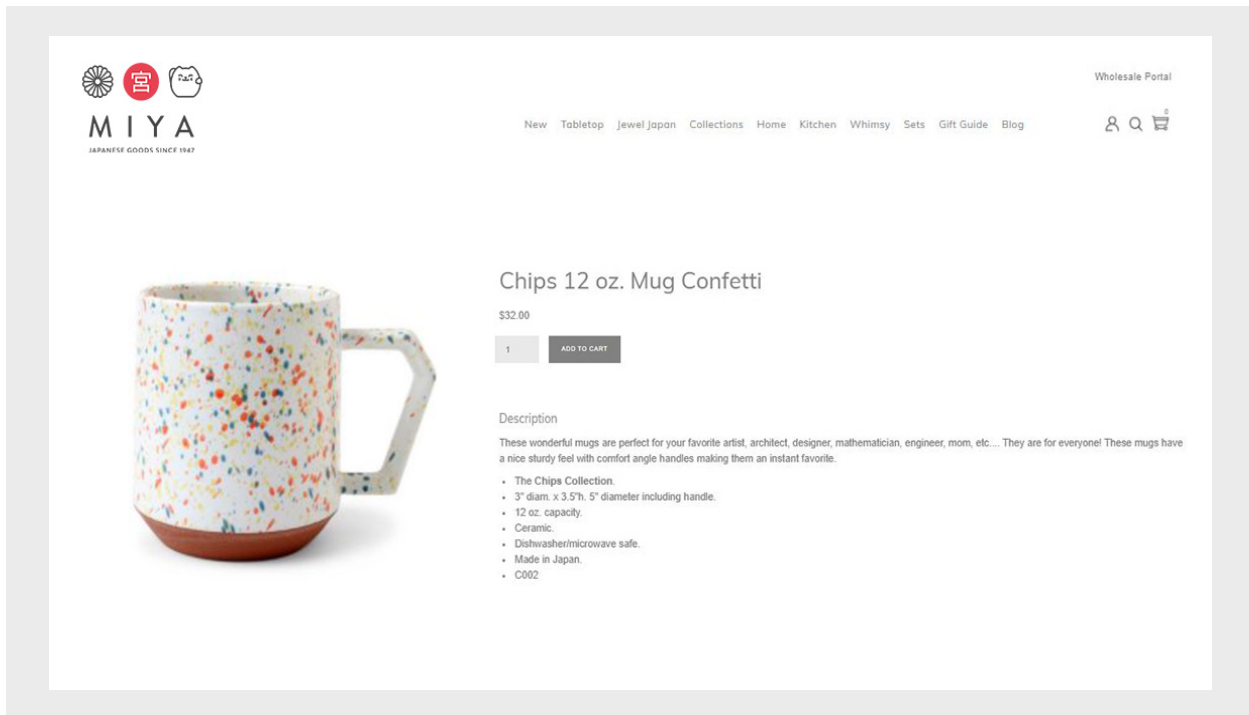 宮
MIYA
JAPANESE GOODS SINCE 1947
Wholesale Portal
New Tabletop Jewel Japan Collections Home Kitchen Whimsy Sets Gift Guide Blog
0
Chips 12 oz. Mug Confetti
$32.00
1 ADD TO CART
Description
These wonderful mugs are perfect for your favorite artist, architect, designer, mathematician, engineer, mom, etc.... They are for everyone! These mugs have
a nice sturdy feel with comfort angle handles making them an instant favorite.
• The Chips Collection.
• 3" diam. x 3.5"h. 5" diameter including handle.
• 12 oz. capacity.
• Ceramic.
• Dishwasher/microwave safe.
• Made in Japan.
• C002